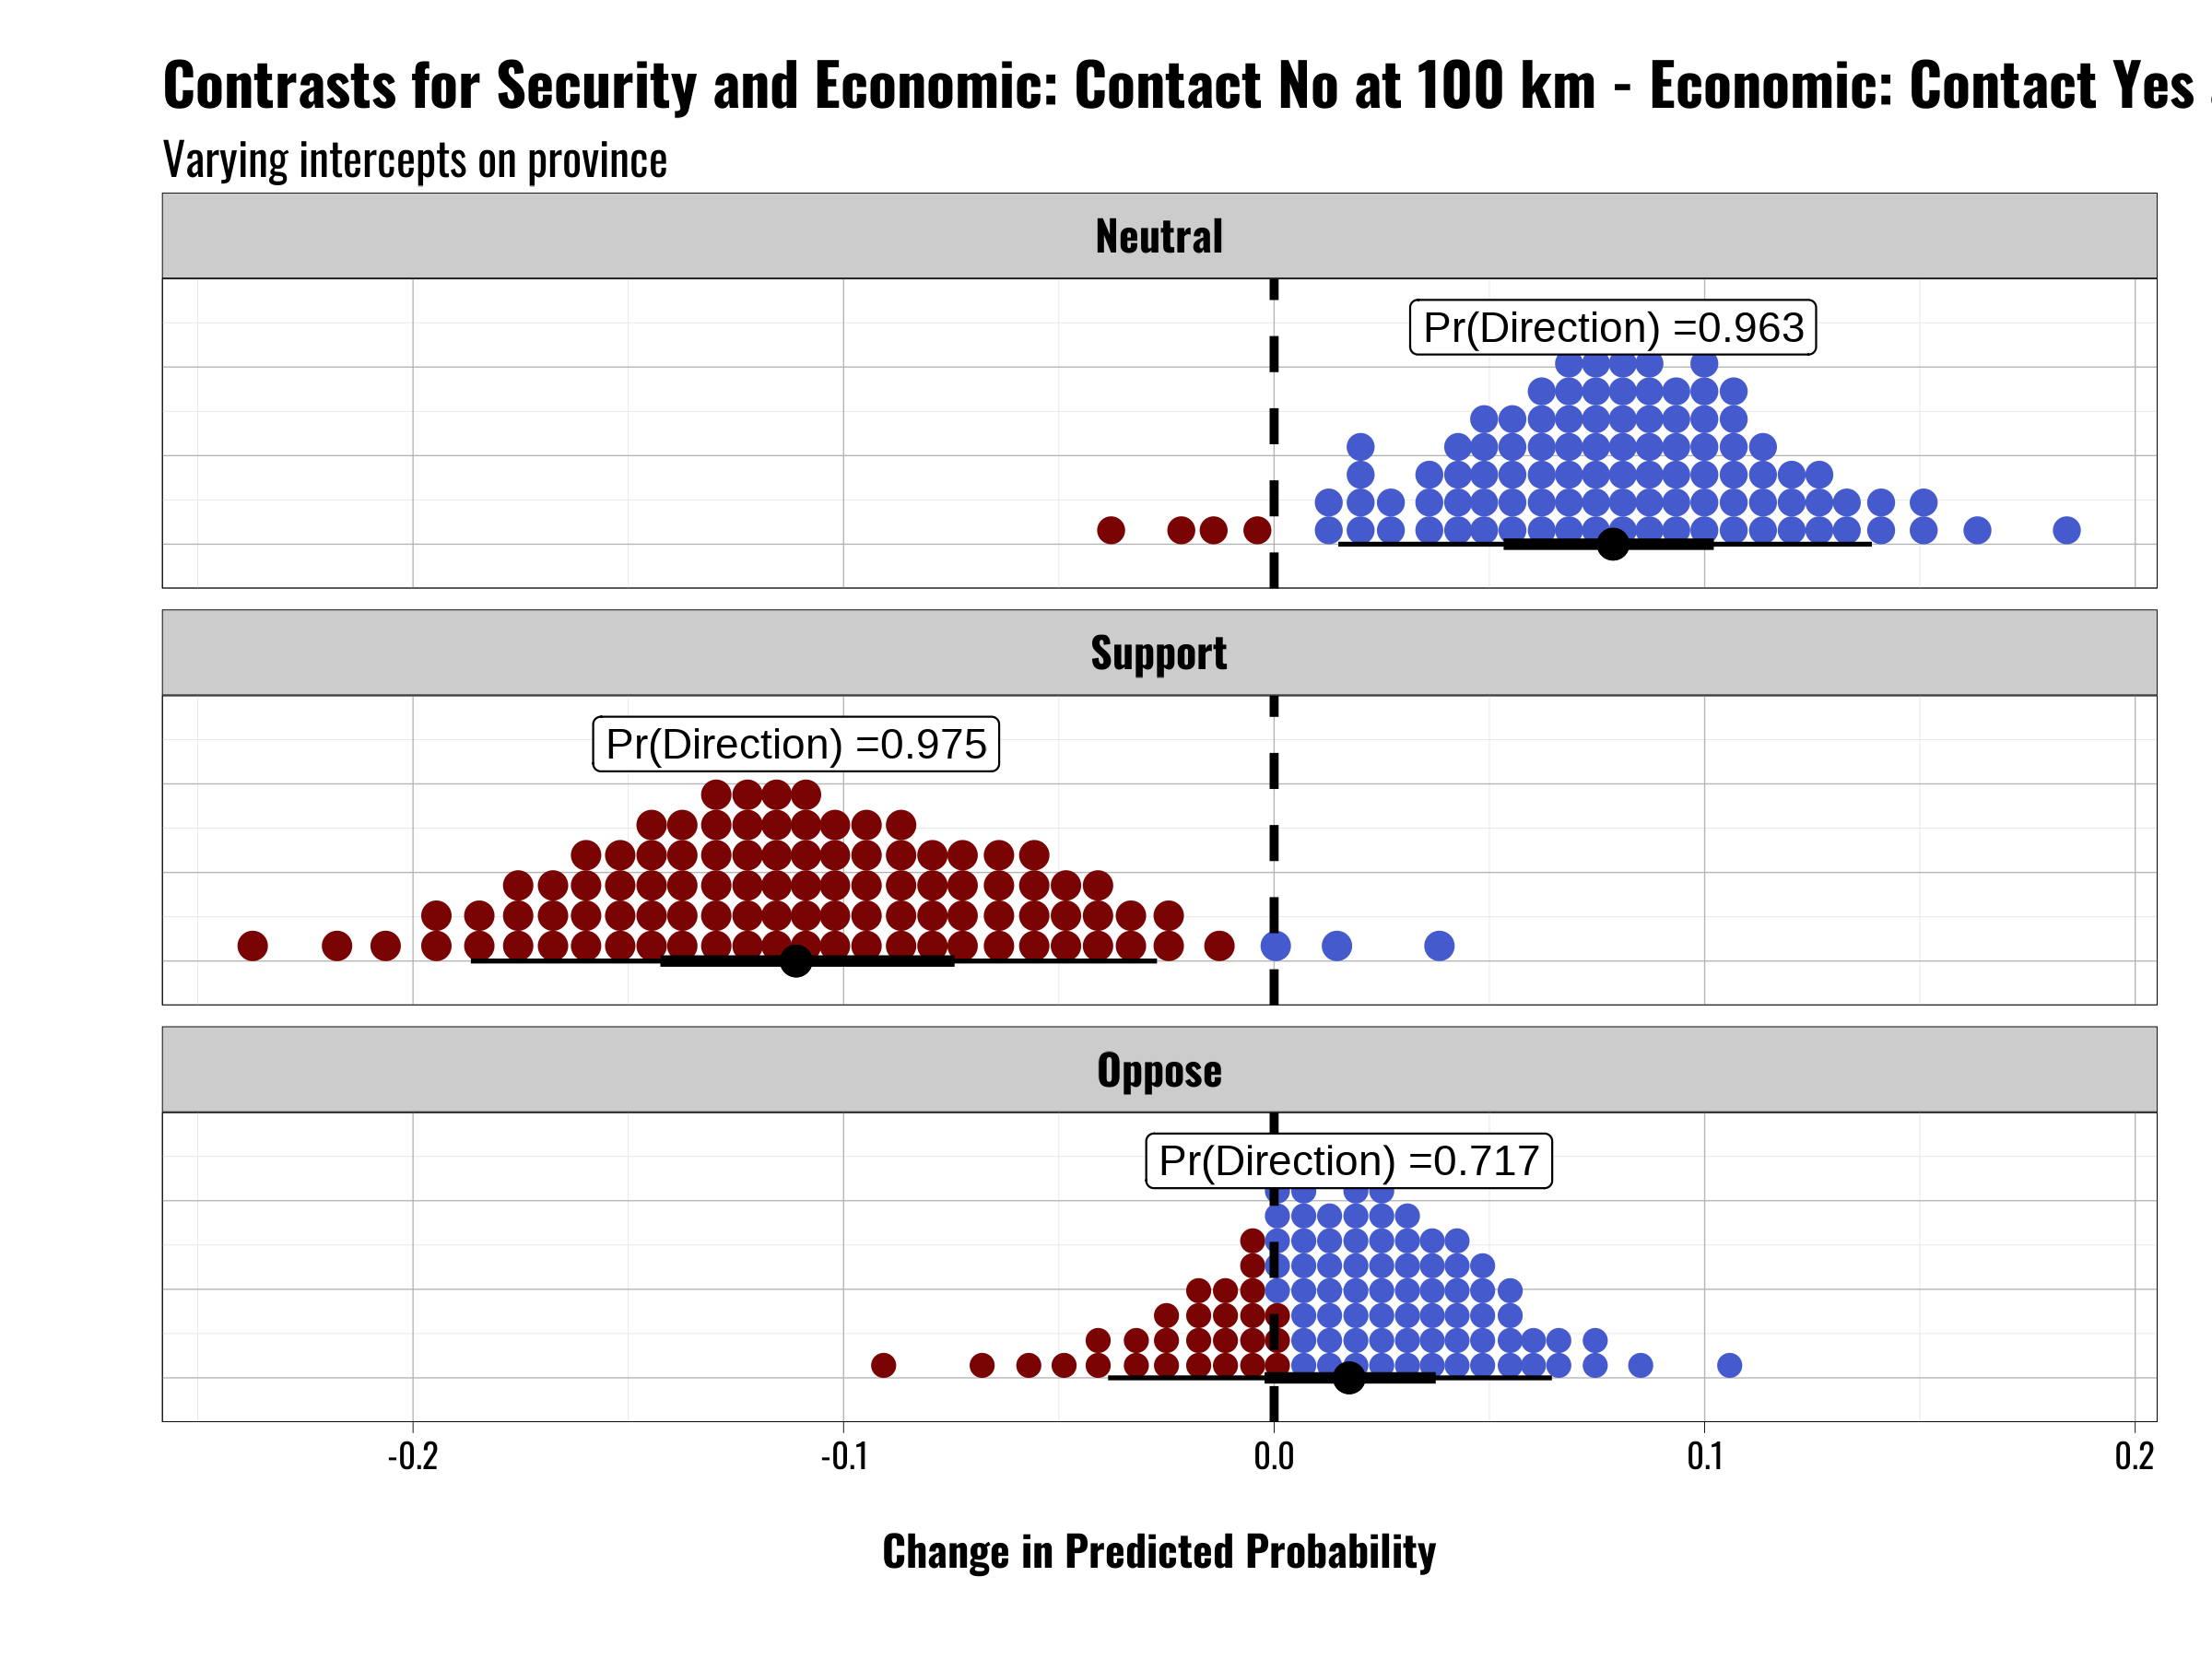 Contrasts for Security and Economic: Contact No at 100 km - Economic: Contact Yes
Varying intercepts on province
Neutral
Pr(Direction) =0.963
Support
Pr(Direction) =0.975
Oppose
Pr(Direction) =0.717
-0.2 -0.1 0.0 0.1 0.2
Change in Predicted Probability